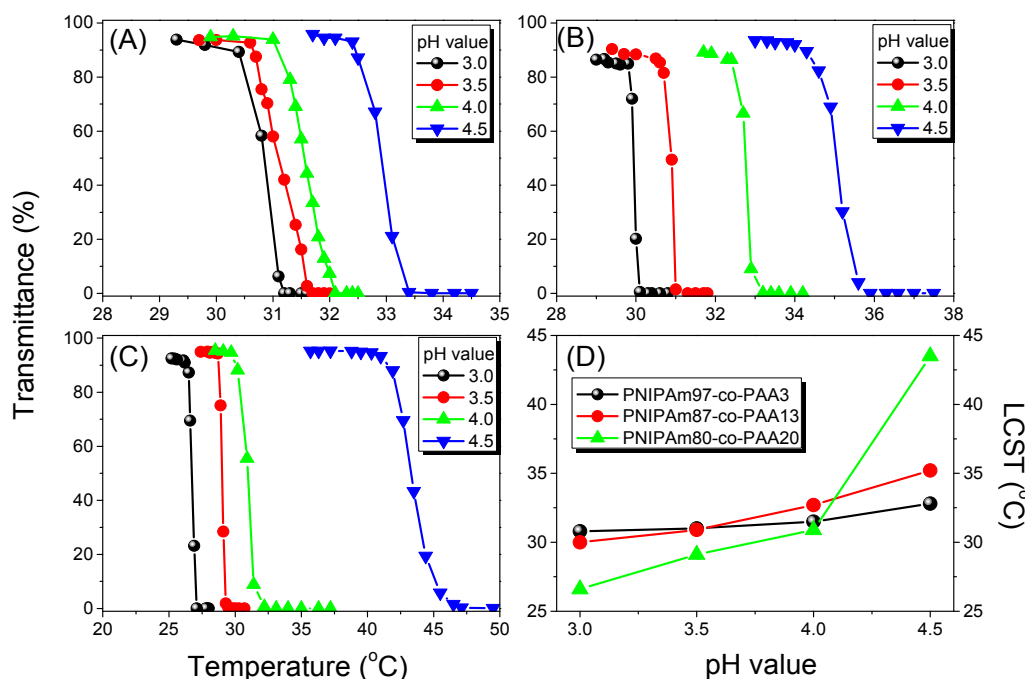 (A)
pH value
3.0
3.5
4.0
4.5
100
80
60
40
20
0
28 29 30 31 32 33 34 35
(B)
pH value
3.0
3.5
4.0
4.5
100
80
60
40
20
0
28 30 32 34 36 38
Transmittance (%)
(C)
pH value
3.0
3.5
4.0
4.5
100
80
60
40
20
0
20 25 30 35 40 45 50
Temperature (°C)
(D)
PNIPAm97-co-PAA3
PNIPAm87-co-PAA13
PNIPAm80-co-PAA20
45
40
35
30
25
45
40
35
30
25
LCST (°C)
3.0 3.5 4.0 4.5
pH value